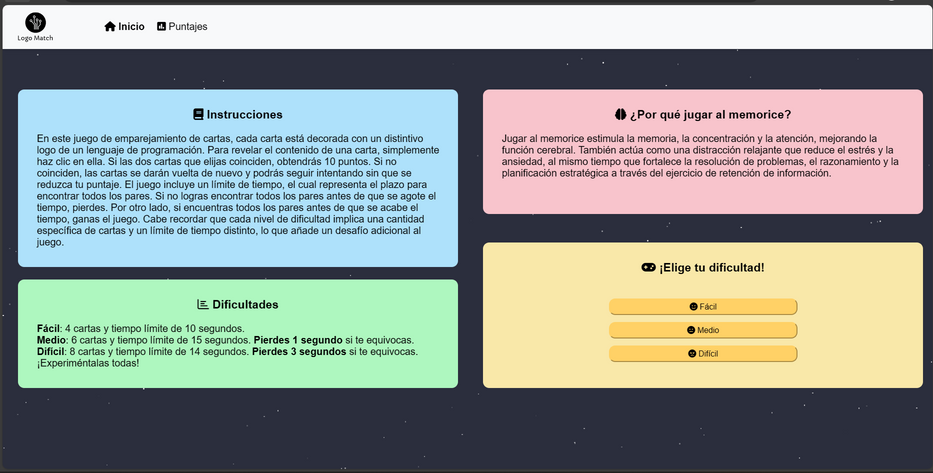 Logo Match
Inicio
Puntajes
Instrucciones
En este juego de emparejamiento de cartas, cada carta está decorada con un distintivo
logo de un lenguaje de programación. Para revelar el contenido de una carta, simplemente
haz clic en ella. Si las dos cartas que elijas coinciden, obtendrás 10 puntos. Si no
coinciden, las cartas se darán vuelta de nuevo y podrás seguir intentando sin que se
reduzca tu puntaje. El juego incluye un límite de tiempo, el cual representa el plazo para
encontrar todos los pares. Si no logras encontrar todos los pares antes de que se agote el
tiempo, pierdes. Por otro lado, si encuentras todos los pares antes de que se acabe el
tiempo, ganas el juego. Cabe recordar que cada nivel de dificultad implica una cantidad
específica de cartas y un límite de tiempo distinto, lo que añade un desafío adicional al
juego.
Dificultades
Fácil: 4 cartas y tiempo límite de 10 segundos.
Medio: 6 cartas y tiempo límite de 15 segundos. Pierdes 1 segundo si te equivocas.
Difícil: 8 cartas y tiempo límite de 14 segundos. Pierdes 3 segundos si te equivocas.
¡Experiméntalas todas!
¿Por qué jugar al memorice?
Jugar al memorice estimula la memoria, la concentración y la atención, mejorando la
función cerebral. También actúa como una distracción relajante que reduce el estrés y la
ansiedad, al mismo tiempo que fortalece la resolución de problemas, el razonamiento y la
planificación estratégica a través del ejercicio de retención de información.
¡Elige tu dificultad!
Fácil
Medio
Difícil